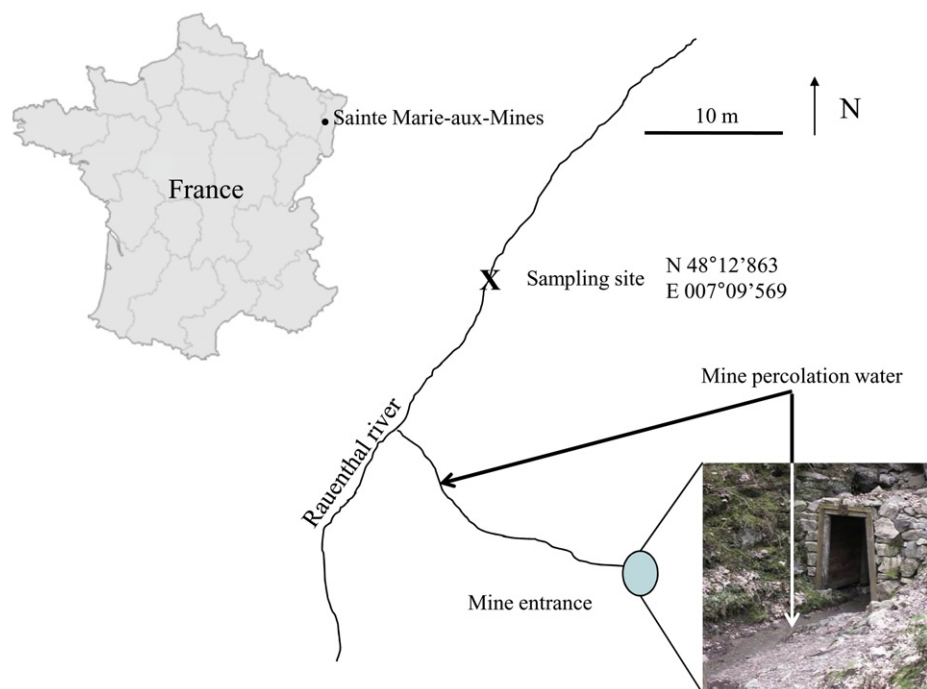 Sainte Marie-aux-Mines
France
10 m
N
X
Sampling site
N 48°12’863
E 007°09’569
Mine percolation water
Rauenthal river
Mine entrance